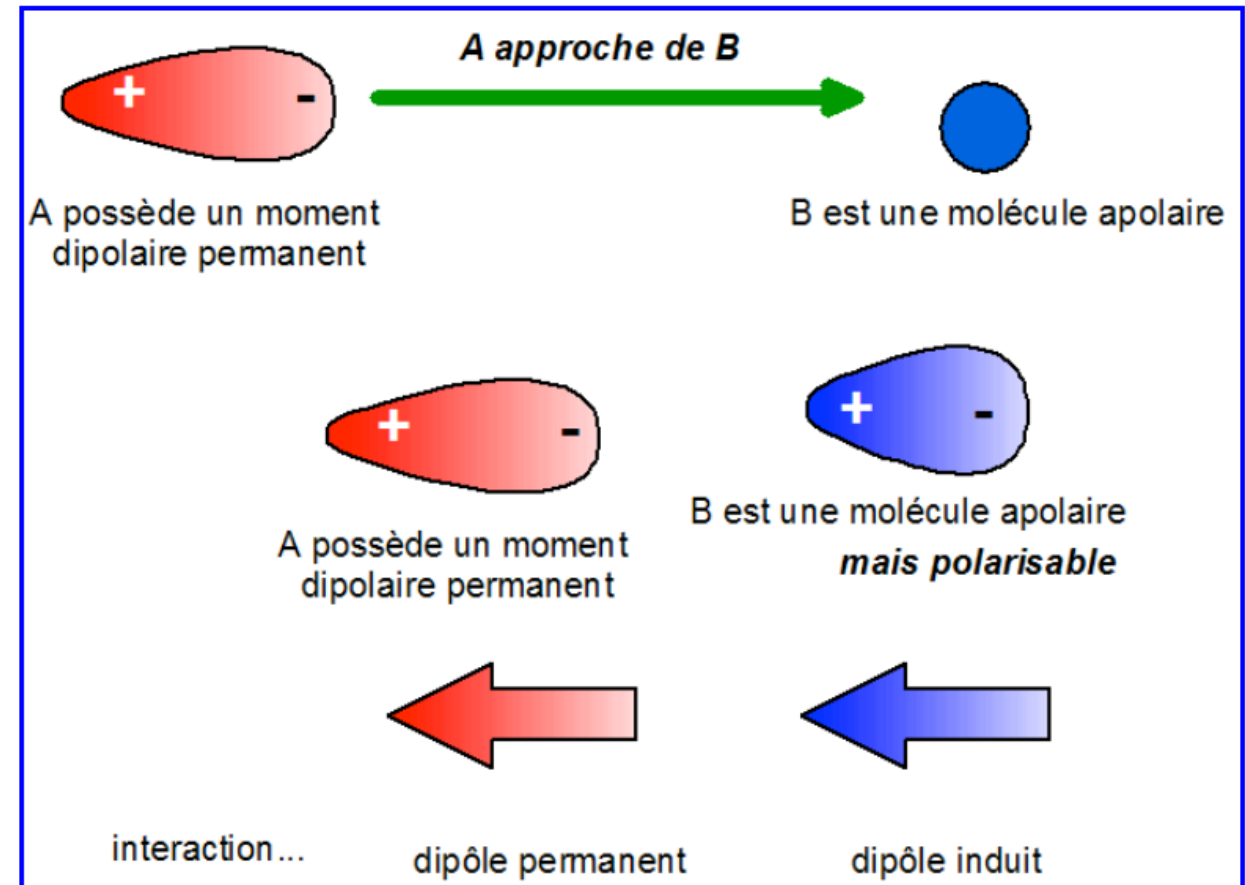 A approche de B
+ -
A possède un moment
dipolaire permanent
B est une molécule apolaire
+ -
+ -
A possède un moment
dipolaire permanent
B est une molécule apolaire
mais polarisable
interaction...
dipôle permanent
dipôle induit